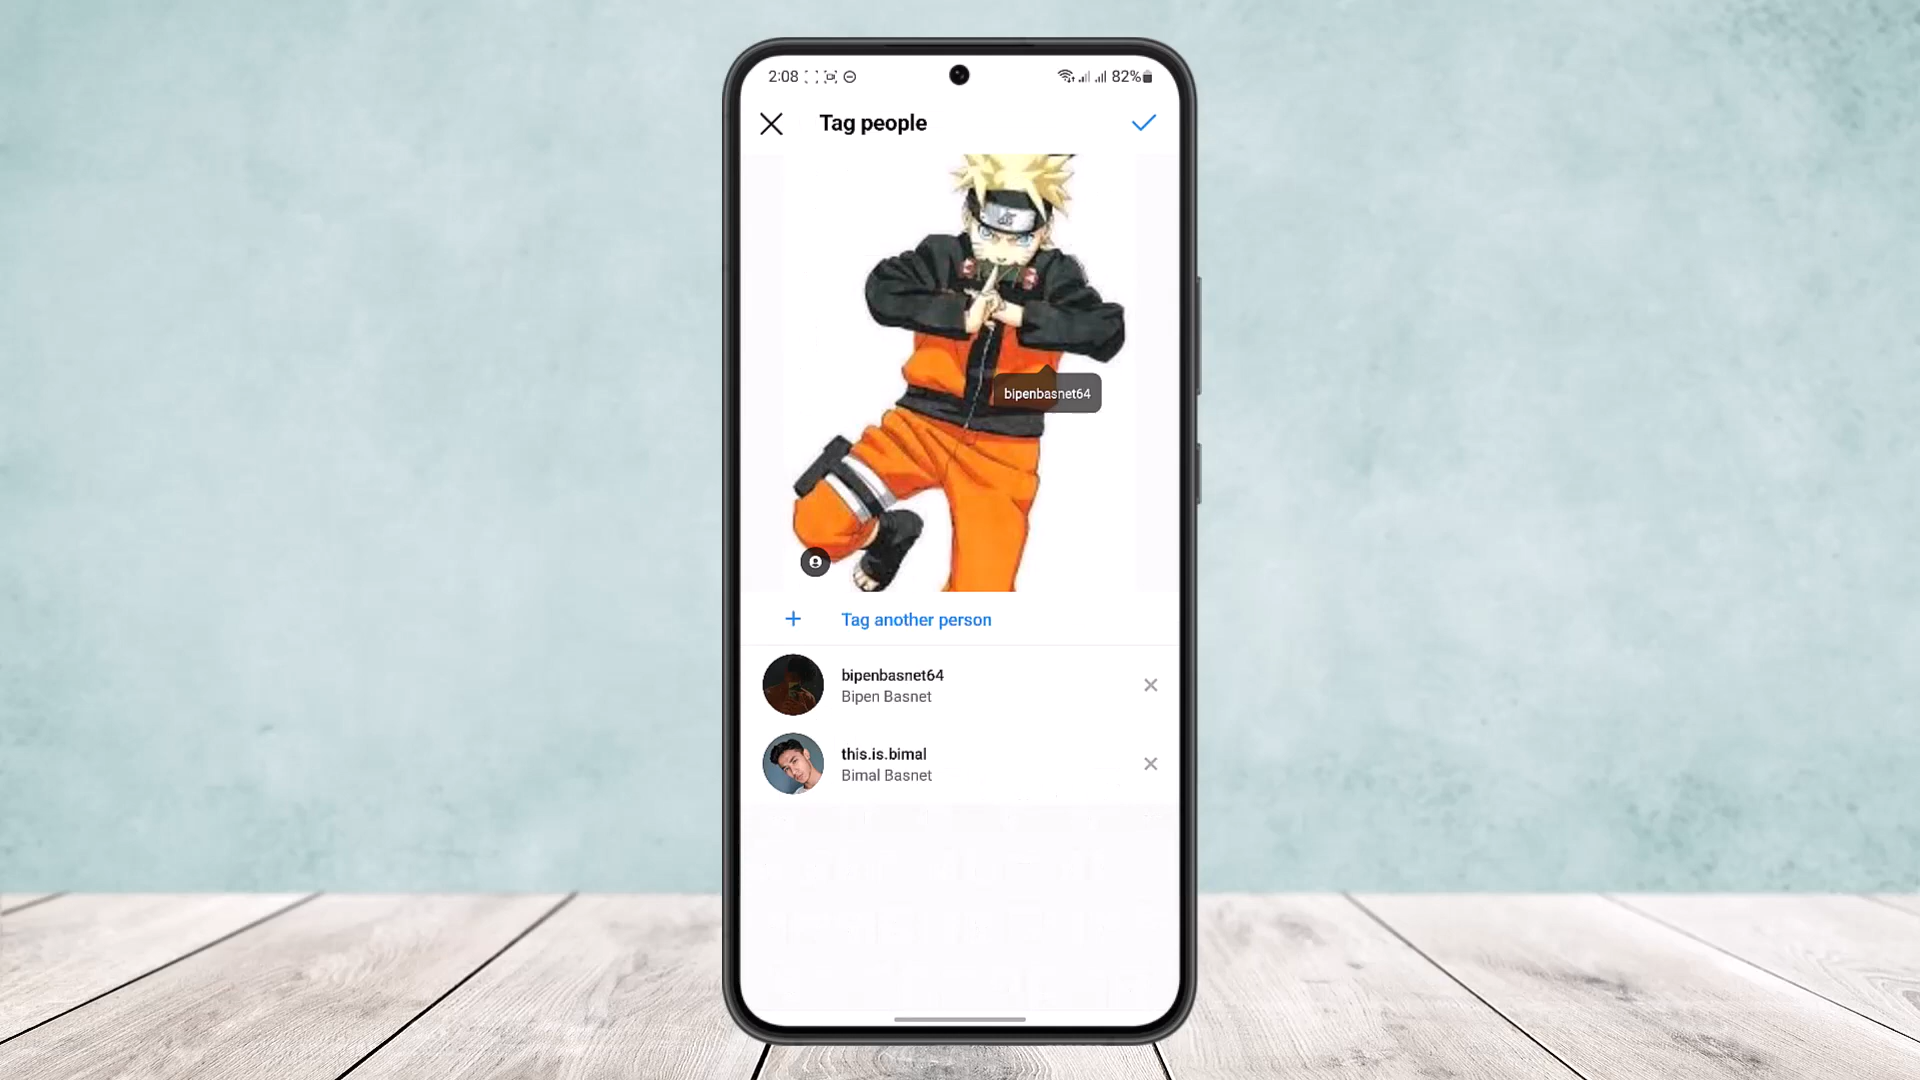 2:08
82%
Tag people
bipenbasnet64
Tag another person
bipenbasnet64
Bipen Basnet
this.is.bimal
Bimal Basnet